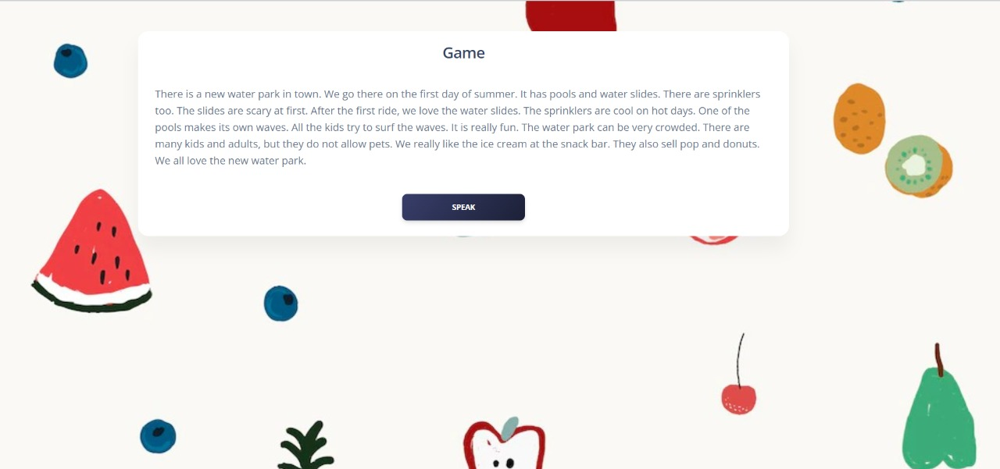 Game
There is a new water park in town. We go there on the first day of summer. It has pools and water slides. There are sprinklers
too. The slides are scary at first. After the first ride, we love the water slides. The sprinklers are cool on hot days. One of the
pools makes its own waves. All the kids try to surf the waves. It is really fun. The water park can be very crowded. There are
many kids and adults, but they do not allow pets. We really like the ice cream at the snack bar. They also sell pop and donuts.
We all love the new water park.
SPEAK